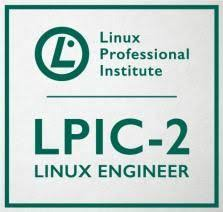 Linux
Professional
Institute
LPIC-2
LINUX ENGINEER